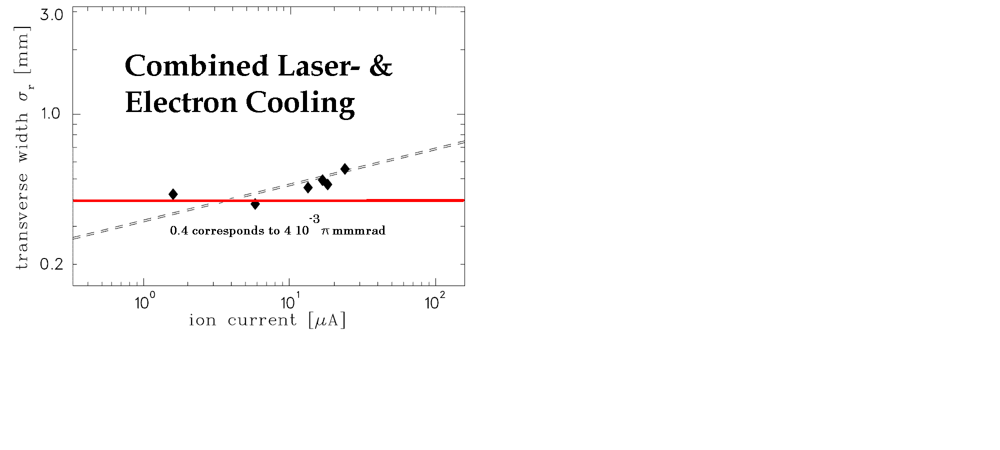 3.0
1.0
0.2
transverse width σr [mm]
Combined Laser- &
Electron Cooling
0.4 corresponds to 4 10^-3 π mmmrad
10^0 10^1 10^2
ion current [μA]